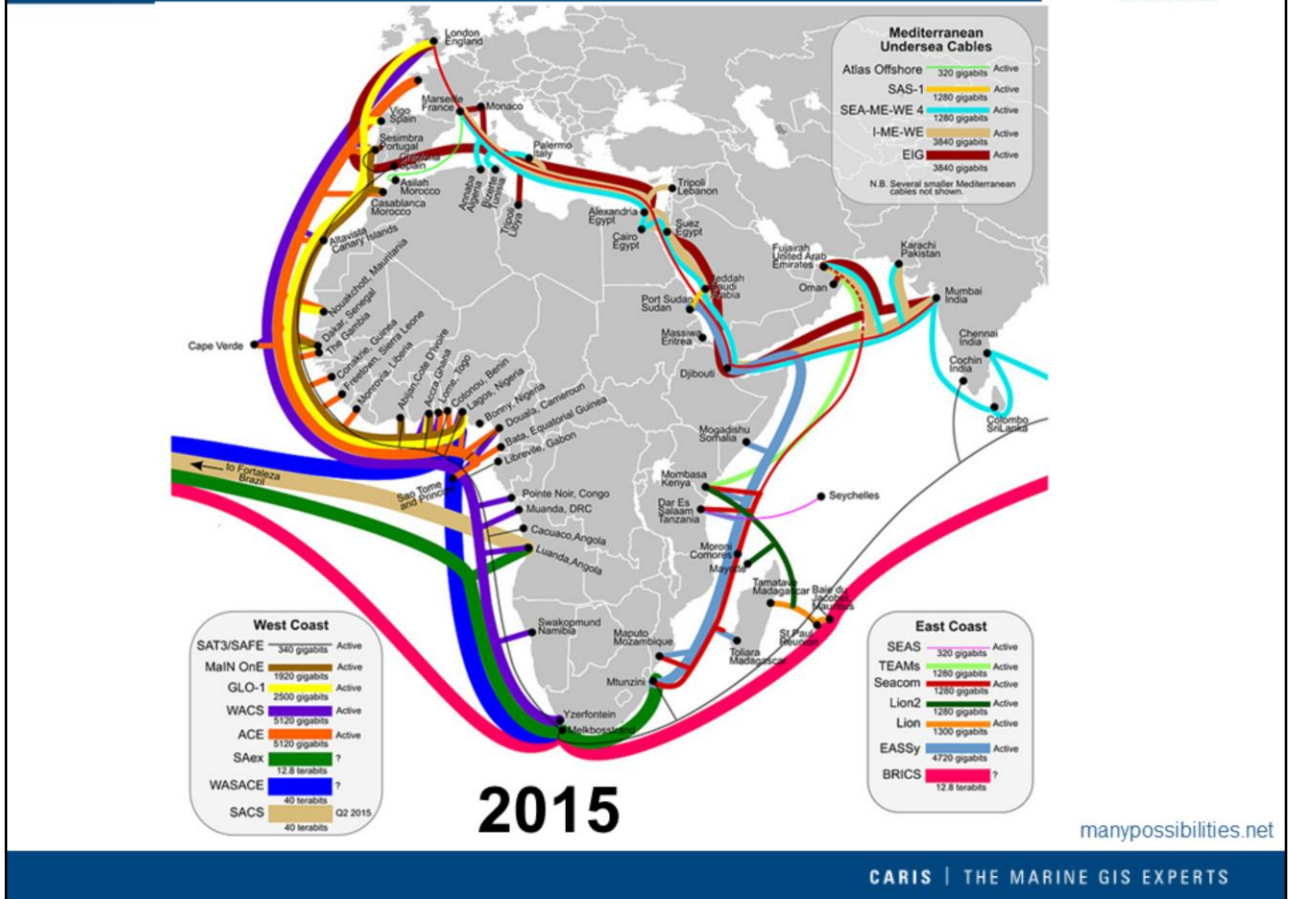 London
England
Vigo
Spain
Marseille
France
Monaco
Sesimbra
Portugal
Spain
Palermo
Italy
Asilah
Morocco
Casablanca
Morocco
Annaba
Algeria
Bizerte
Tunisia
Tripoli
Libya
Tripoli
Lebanon
Alexandria
Egypt
Cairo
Egypt
Suez
Egypt
Altavista
Canary Islands
Nouakchott, Mauritania
Dakar, Senegal
The Gambia
Cape Verde
Conakrie, Guinea
Freetown, Sierra Leone
Monrovia, Liberia
Abijan, Cote D'Ivoire
Accra, Ghana
Lome, Togo
Cotonou, Benin
Lagos, Nigeria
Bonny, Nigeria
Douala, Cameroun
Bata, Equatorial Guinea
Libreville, Gabon
Jeddah
Saudi
Arabia
Port Sudan
Sudan
Massiwa
Eritrea
Djibouti
Fujairah
United Arab
Emirates
Oman
Karachi
Pakistan
Mumbai
India
Chennai
India
Cochin
India
Colombo
SriLanka
to Fortaleza
Brazil
Sao Tome
and Principe
Pointe Noir, Congo
Muanda, DRC
Cacuaco,Angola
Luanda,Angola
Swakopmund
Namibia
Yzerfontein
Melkbosstrand
Mogadishu
Somalia
Mombasa
Kenya
Dar Es
Salaam
Tanzania
Seychelles
Moroni
Comores
Mayotte
Tamatave
Madagascar
Baie du
Jacobet,
Mauritius
St Paul
Reunion
Toliara
Madagascar
Maputo
Mozambique
Mtunzini
Mediterranean
Undersea Cables
Atlas Offshore 320 gigabits Active
SAS-1 1280 gigabits Active
SEA-ME-WE 4 1280 gigabits Active
I-ME-WE 3840 gigabits Active
EIG 3840 gigabits Active
N.B. Several smaller Mediterranean
cables not shown.
West Coast
SAT3/SAFE 340 gigabits Active
MaIN OnE 1920 gigabits Active
GLO-1 2500 gigabits Active
WACS 5120 gigabits Active
ACE 5120 gigabits Active
SAex 12.8 terabits ?
WASACE 40 terabits ?
SACS 40 terabits Q2 2015
East Coast
SEAS 320 gigabits Active
TEAMs 1280 gigabits Active
Seacom 1280 gigabits Active
Lion2 1280 gigabits Active
Lion 1300 gigabits Active
EASSy 4720 gigabits Active
BRICS 12.8 terabits ?
2015
manypossibilities.net
CARIS | THE MARINE GIS EXPERTS